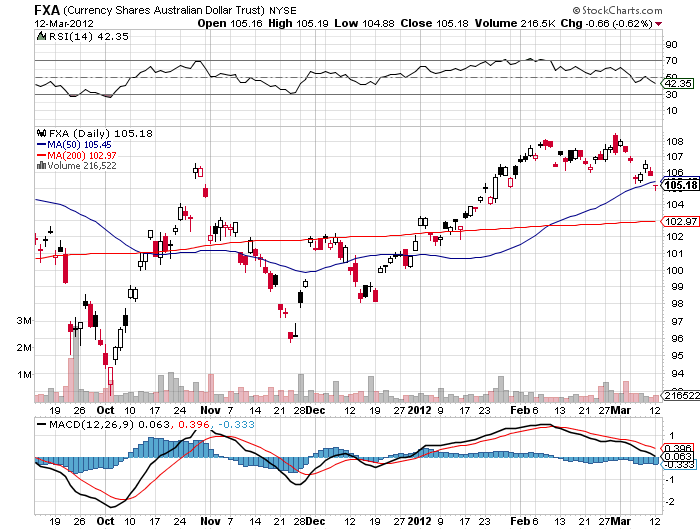 FXA (Currency Shares Australian Dollar Trust) NYSE © StockCharts.com
12-Mar-2012 Open 105.16 High 105.19 Low 104.88 Close 105.18 Volume 216.5K Chg -0.66 (-0.62%)
RSI(14) 42.35
90
70
50
42.35
30
10
FXA (Daily) 105.18
MA(50) 105.45
MA(200) 102.97
Volume 216,522
108
107
106
105.18
104
102.97
102
101
100
99
98
97
96
95
94
93
3M
2M
1M
216522
19 26 Oct 10 17 24 Nov 7 14 21 28 Dec 12 19 27 2012 9 17 23 Feb 6 13 21 27 Mar 12
MACD(12,26,9) 0.063, 0.396, -0.333
1
0.396
0.063
-0.333
-1
-2
19 26 Oct 10 17 24 Nov 7 14 21 28 Dec 12 19 27 2012 9 17 23 Feb 6 13 21 27 Mar 12